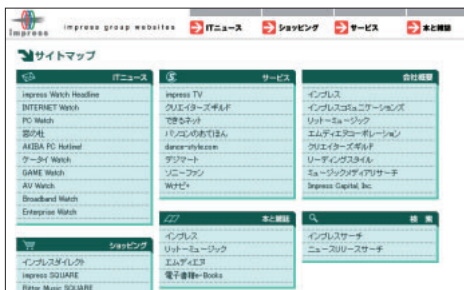 Impress
impress group websites
ITニュース
ショッピング
サービス
本と雑誌
サイトマップ
ITニュース
impress Watch Headline
INTERNET Watch
PC Watch
窓の杜
AKIBA PC Hotline!
ケータイ Watch
GAME Watch
AV Watch
Broadband Watch
Enterprise Watch
ショッピング
インプレスダイレクト
impress SQUARE
Rittor Music SQUARE
サービス
impress TV
クリエイターズギルド
できるネット
パソコンのおてほん
dance-style.com
デジマート
ソニーファン
Wナビ+
本と雑誌
インプレス
リットーミュージック
エムディエヌ
電子書籍e-Books
会社概要
インプレス
インプレスコミュニケーションズ
リットーミュージック
エムディエヌコーポレーション
クリエイターズギルド
リーディングスタイル
ミュージックメディアリサーチ
Impress Capital, Inc.
検 索
インプレスサーチ
ニュースリリースサーチ